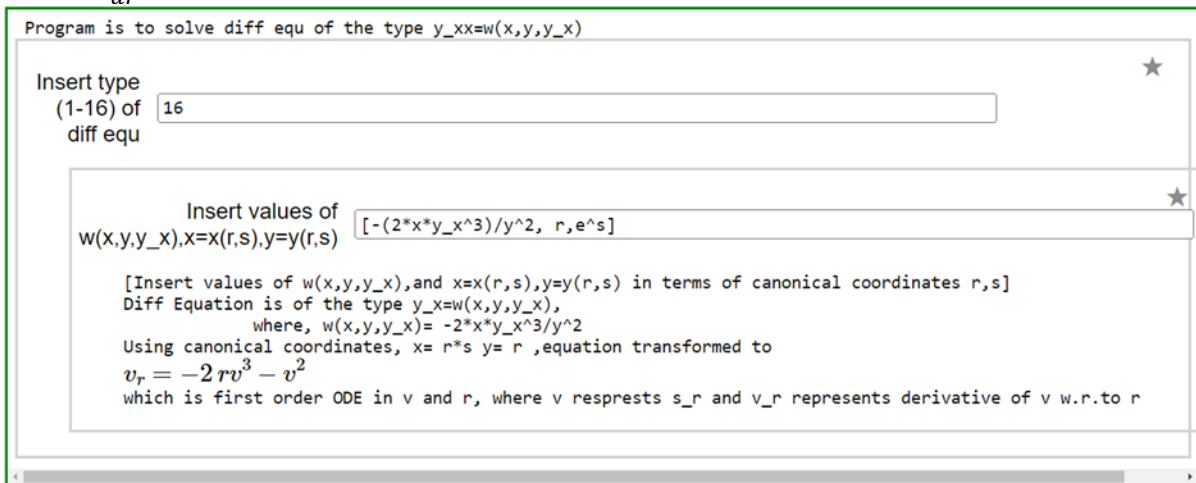 dr
Program is to solve diff equ of the type y_xx=w(x,y,y_x)
Insert type
(1-16) of
diff equ
16
Insert values of
w(x,y,y_x),x=x(r,s),y=y(r,s)
[-(2*x*y_x^3)/y^2, r,e^s]
[Insert values of w(x,y,y_x),and x=x(r,s),y=y(r,s) in terms of canonical coordinates r,s]
Diff Equation is of the type y_x=w(x,y,y_x),
where, w(x,y,y_x)= -2*x*y_x^3/y^2
Using canonical coordinates, x= r*s y= r ,equation transformed to
v_r = −2 rv^3 − v^2
which is first order ODE in v and r, where v resprests s_r and v_r represents derivative of v w.r.to r